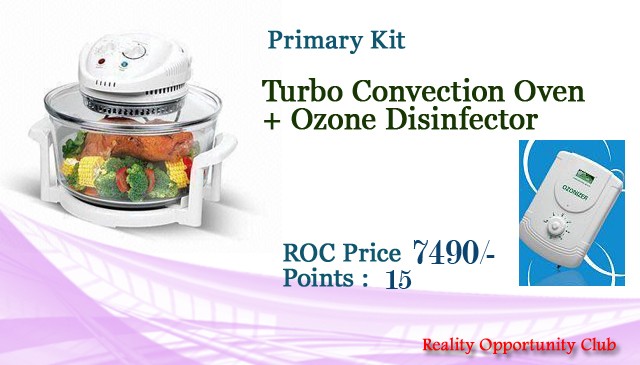 Primary Kit
Turbo Convection Oven
+ Ozone Disinfector
OZONIZER
ROC Price 7490/-
Points : 15
Reality Opportunity Club